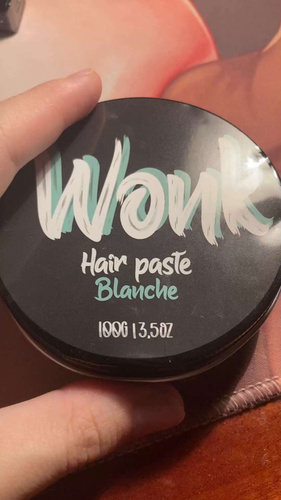 Wonk
Hair paste
Blanche
100G | 3,5OZ